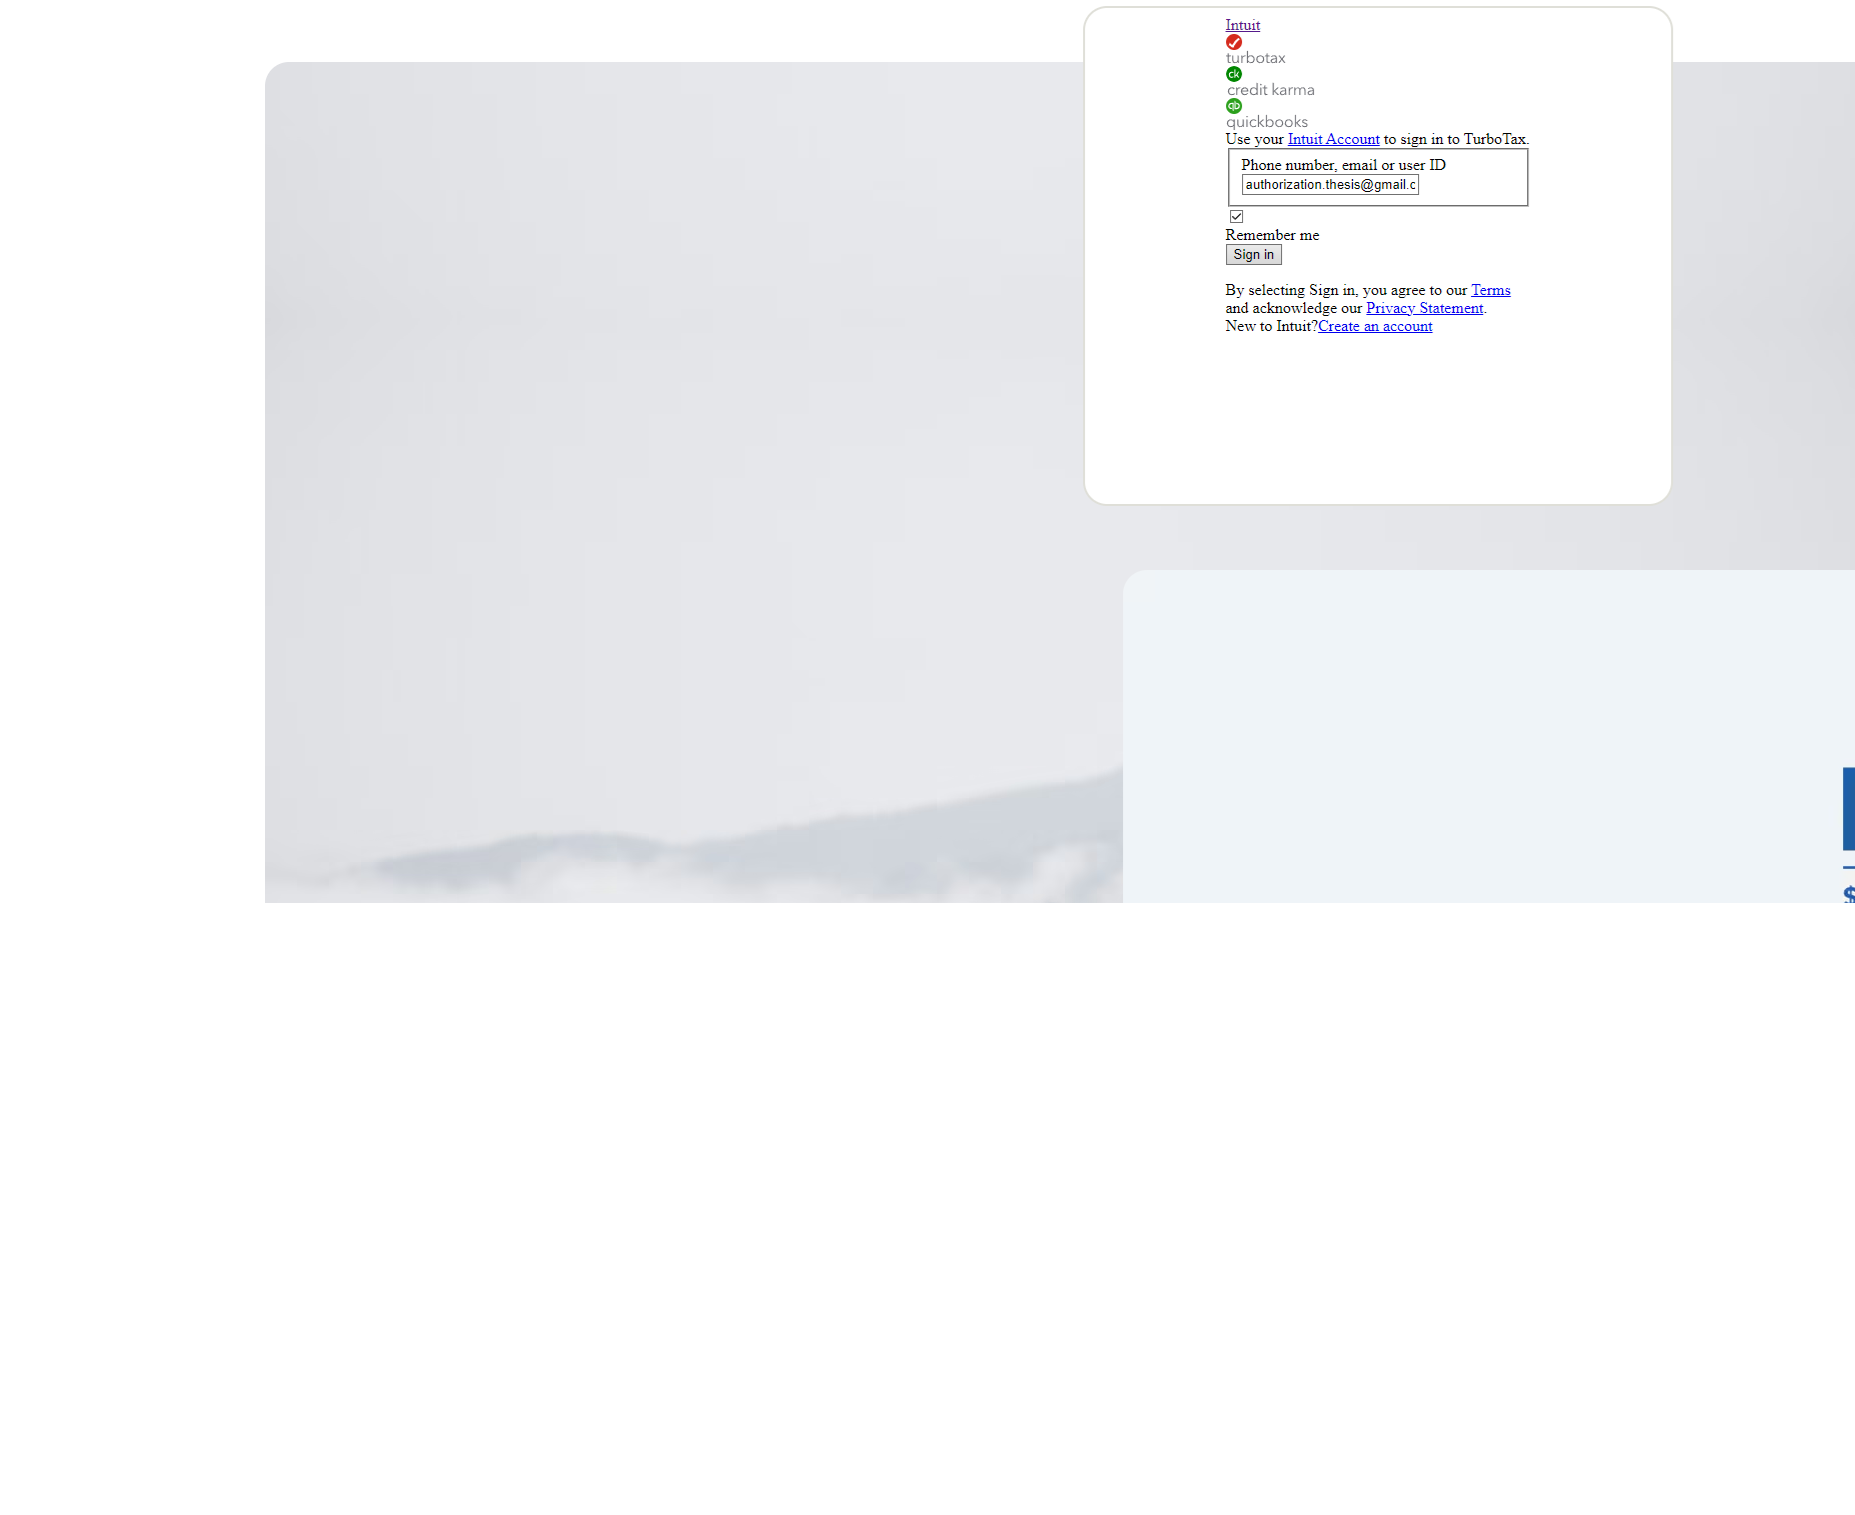 Intuit
turbotax
ck
credit karma
qb
quickbooks
Use your Intuit Account to sign in to TurboTax.
Phone number, email or user ID
authorization.thesis@gmail.c
Remember me
Sign in
By selecting Sign in, you agree to our Terms
and acknowledge our Privacy Statement.
New to Intuit?Create an account
$